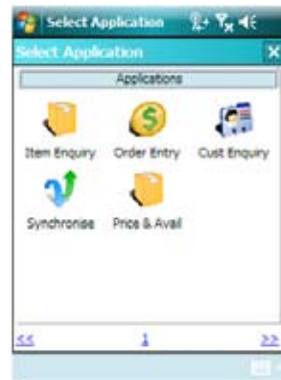 Select Application
Select Application
Applications
Item Enquiry Order Entry Cust Enquiry
Synchronise Price & Avail
<< 1 >>